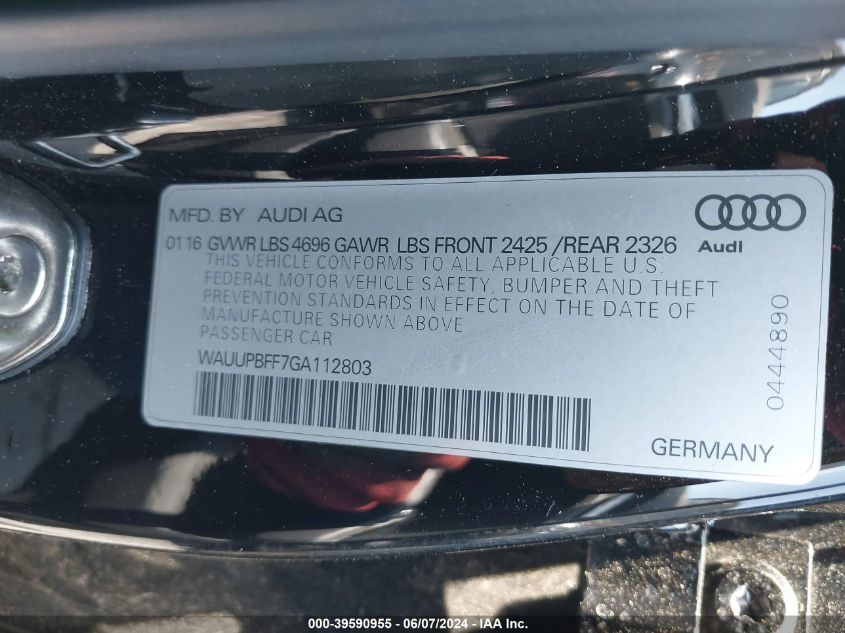 MFD. BY AUDI AG
Audi
01 16 GVWR LBS 4696 GAWR LBS FRONT 2425 /REAR 2326
THIS VEHICLE CONFORMS TO ALL APPLICABLE U.S.
FEDERAL MOTOR VEHICLE SAFETY, BUMPER AND THEFT
PREVENTION STANDARDS IN EFFECT ON THE DATE OF
MANUFACTURE SHOWN ABOVE
PASSENGER CAR
WAUUPBFF7GA112803
0444890
GERMANY
000-39590955 - 06/07/2024 - IAA Inc.